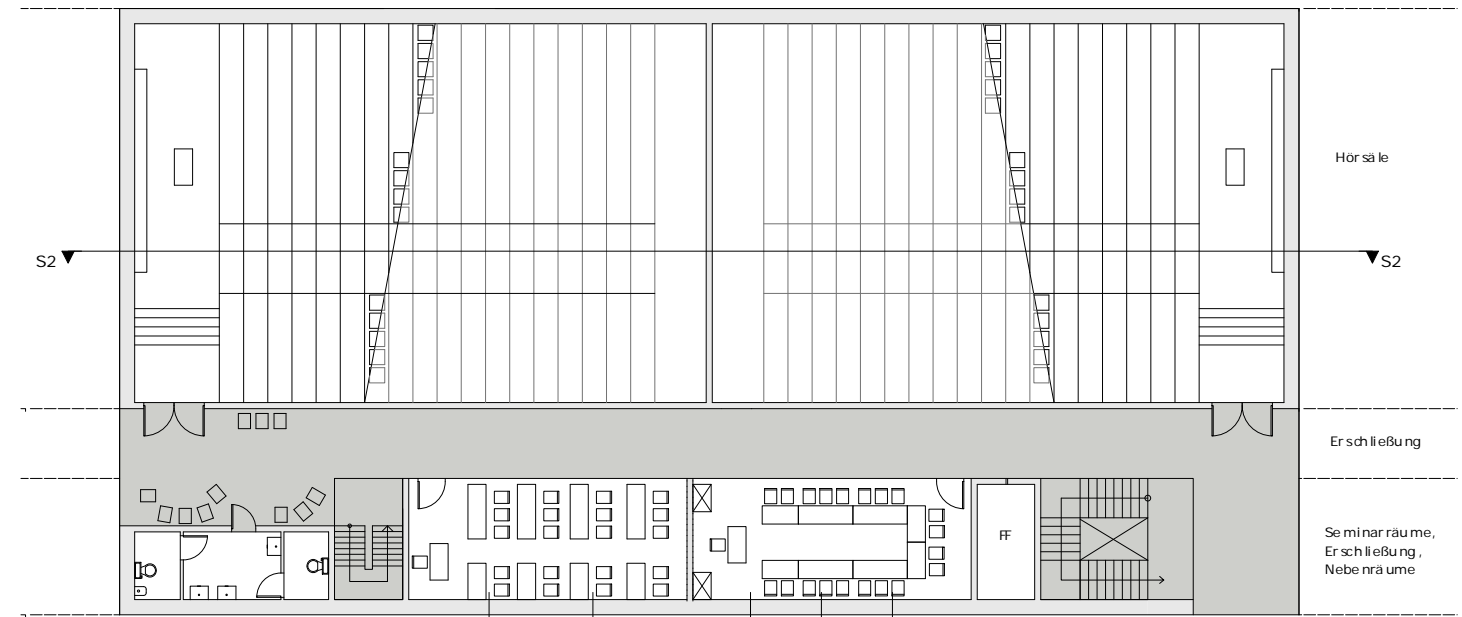 Hörsäle
S2
S2
Erschließung
FF
Seminarräume,
Erschließung,
Nebenräume